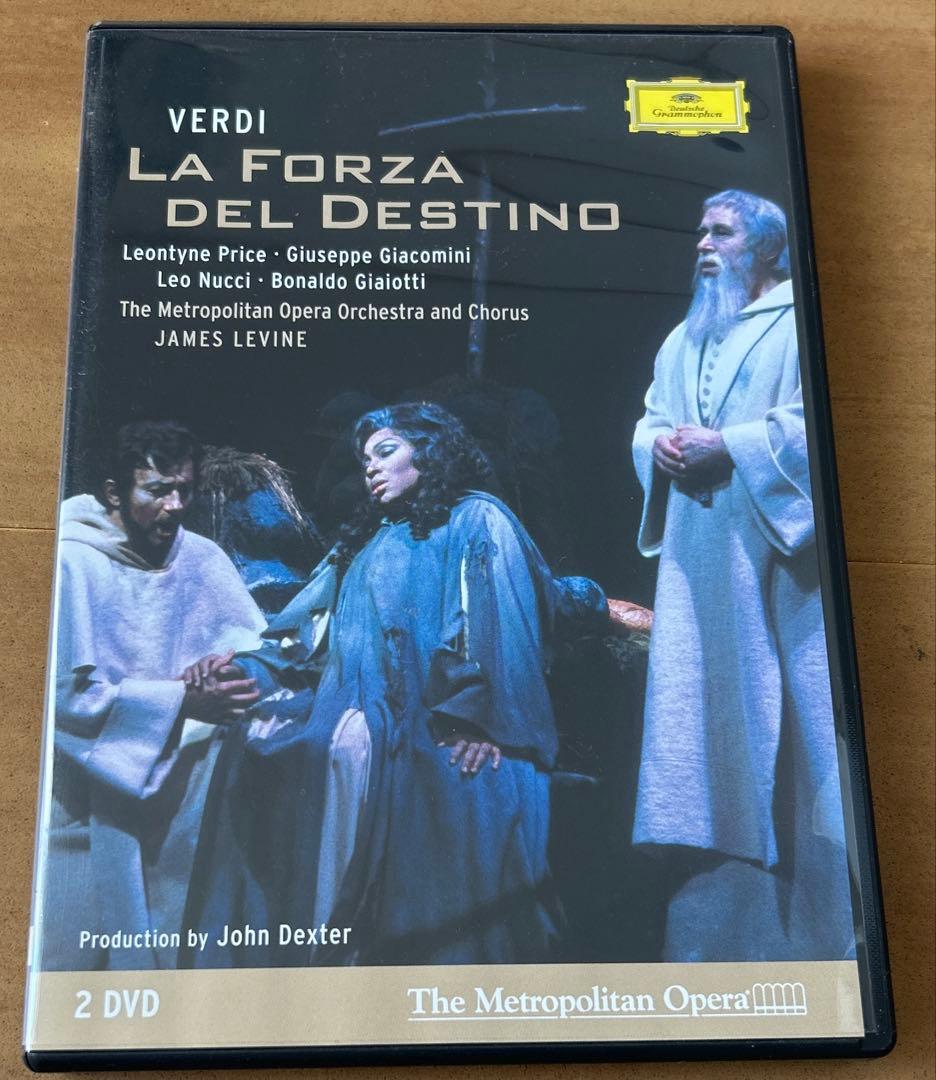 Deutsche
Grammophon
VERDI
LA FORZA
DEL DESTINO
Leontyne Price · Giuseppe Giacomini
Leo Nucci · Bonaldo Giaiotti
The Metropolitan Opera Orchestra and Chorus
JAMES LEVINE
Production by John Dexter
2 DVD
The Metropolitan Opera